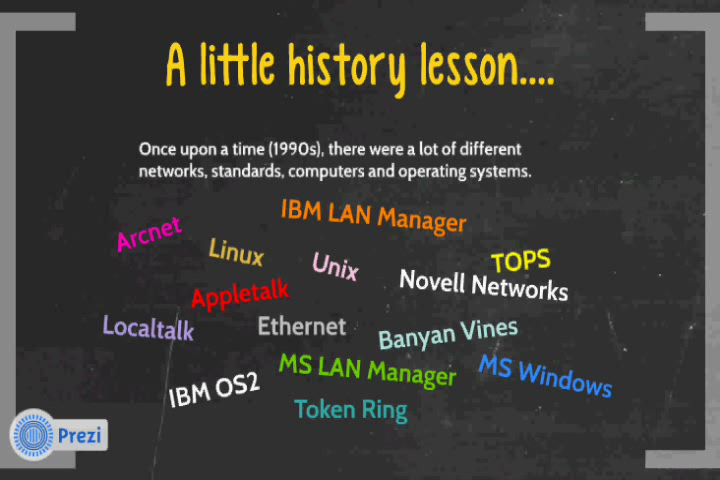 A little history lesson....
Once upon a time (1990s), there were a lot of different
networks, standards, computers and operating systems.
IBM LAN Manager
Arcnet
Linux
Unix
TOPS
Appletalk
Novell Networks
Localtalk
Ethernet
Banyan Vines
MS LAN Manager
MS Windows
IBM OS2
Token Ring
Prezi